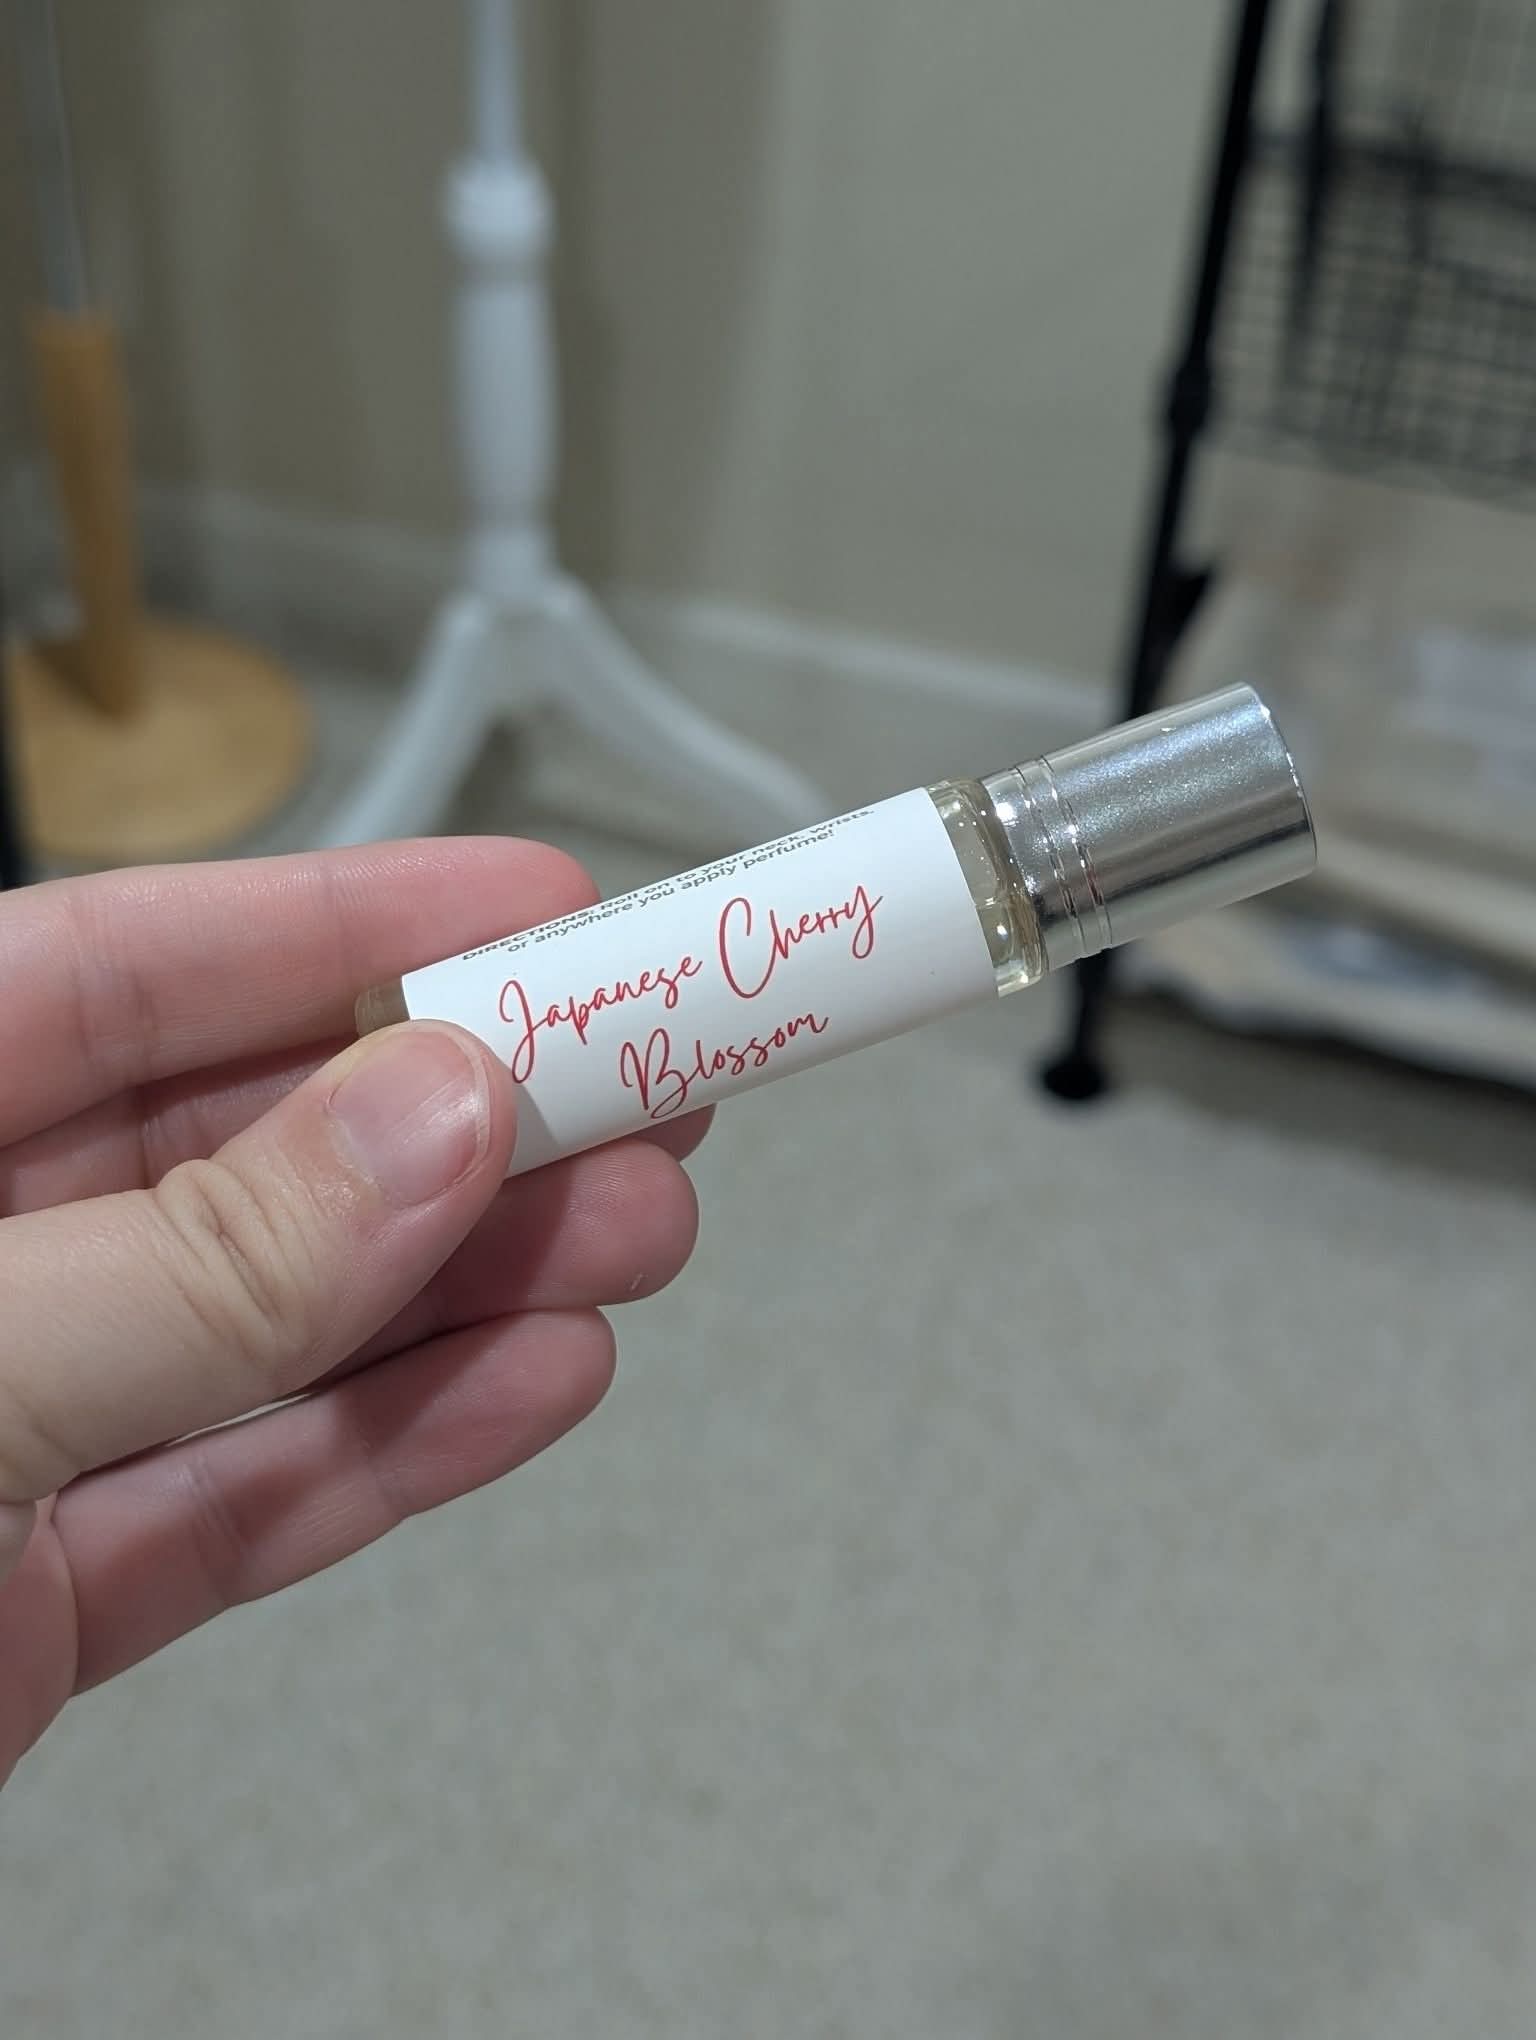 DIRECTIONS: Roll on to your neck, wrists,
or anywhere you apply perfume!
Japanese Cherry
Blossom